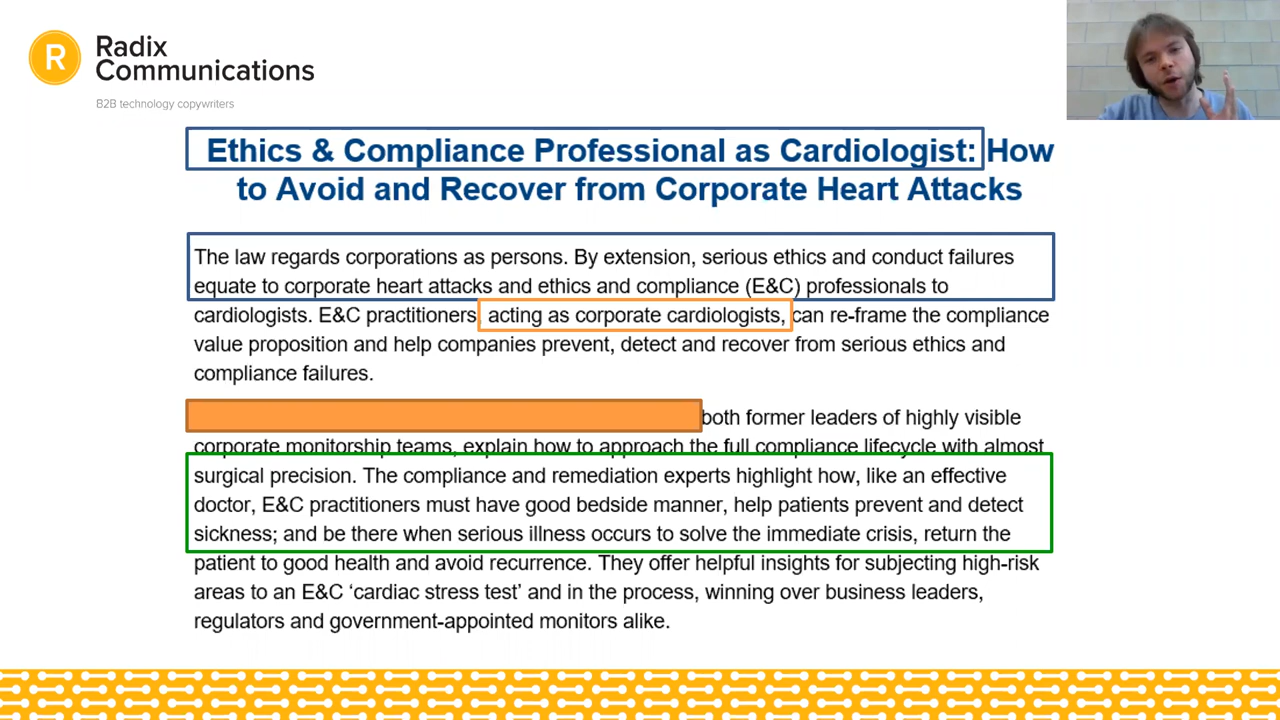 R
Radix
Communications
B2B technology copywriters
Ethics & Compliance Professional as Cardiologist: How
to Avoid and Recover from Corporate Heart Attacks
The law regards corporations as persons. By extension, serious ethics and conduct failures
equate to corporate heart attacks and ethics and compliance (E&C) professionals to
cardiologists. E&C practitioners, acting as corporate cardiologists, can re-frame the compliance
value proposition and help companies prevent, detect and recover from serious ethics and
compliance failures.
both former leaders of highly visible
corporate monitorship teams, explain how to approach the full compliance lifecycle with almost
surgical precision. The compliance and remediation experts highlight how, like an effective
doctor, E&C practitioners must have good bedside manner, help patients prevent and detect
sickness; and be there when serious illness occurs to solve the immediate crisis, return the
patient to good health and avoid recurrence. They offer helpful insights for subjecting high-risk
areas to an E&C ‘cardiac stress test’ and in the process, winning over business leaders,
regulators and government-appointed monitors alike.